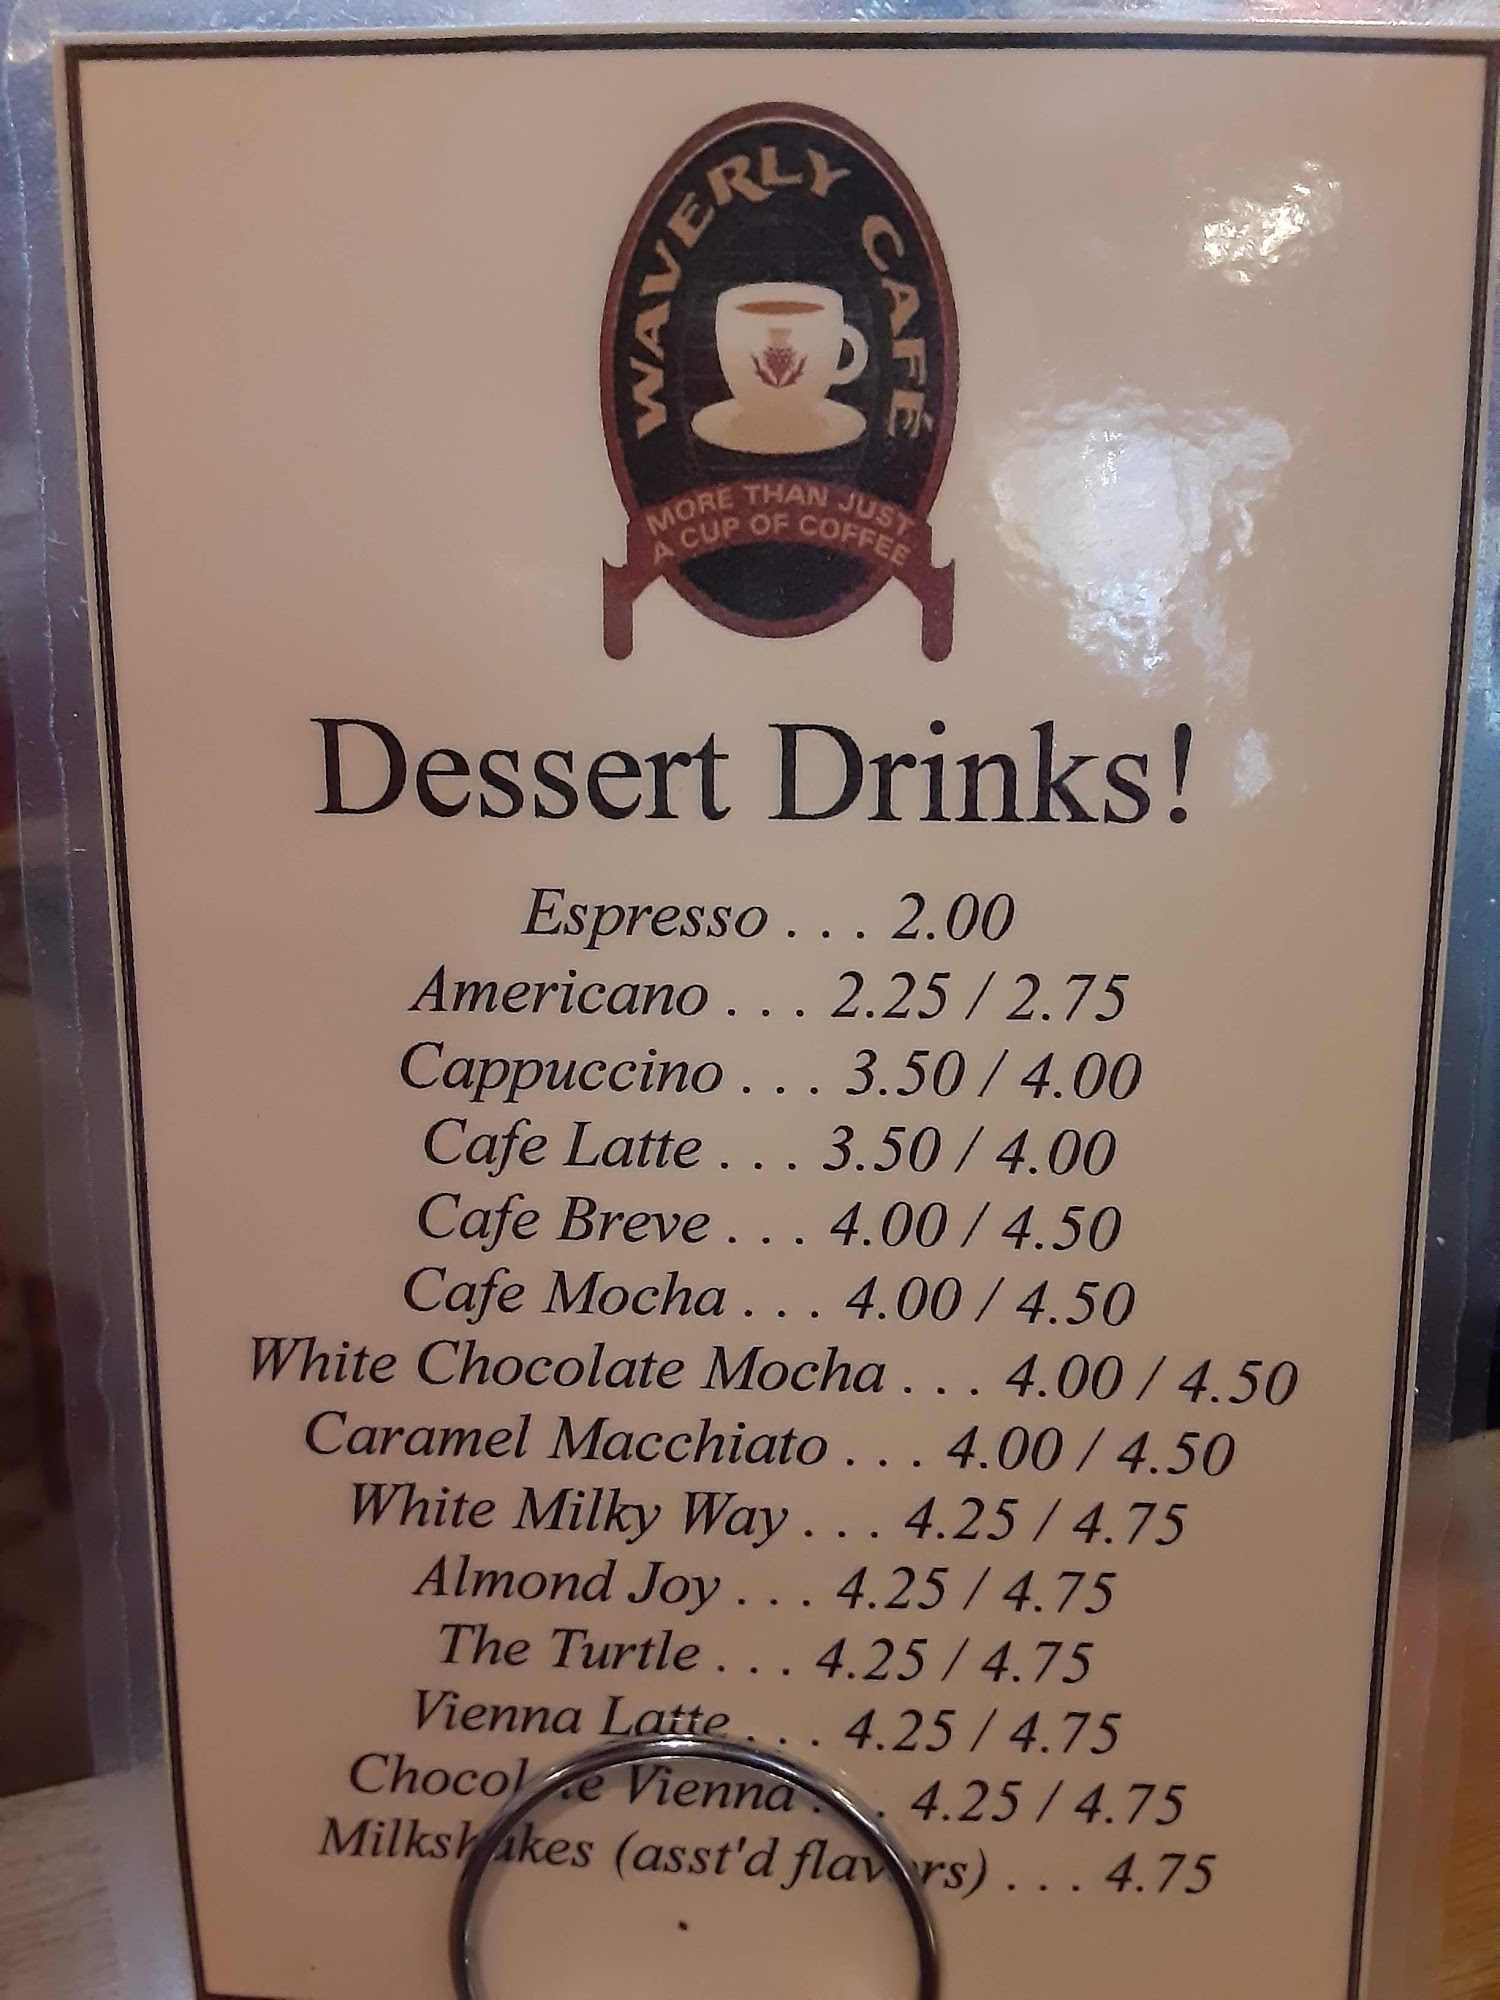 WAVERLY CAFÉ
MORE THAN JUST
A CUP OF COFFEE
Dessert Drinks!
Espresso . . . 2.00
Americano . . . 2.25 / 2.75
Cappuccino . . . 3.50 / 4.00
Cafe Latte . . . 3.50 / 4.00
Cafe Breve . . . 4.00 / 4.50
Cafe Mocha . . . 4.00 / 4.50
White Chocolate Mocha . . . 4.00 / 4.50
Caramel Macchiato . . . 4.00 / 4.50
White Milky Way . . . 4.25 / 4.75
Almond Joy . . . 4.25 / 4.75
The Turtle . . . 4.25 / 4.75
Vienna Latte . . . 4.25 / 4.75
Chocolate Vienna . . . 4.25 / 4.75
Milkshakes (asst'd flavors) . . . 4.75